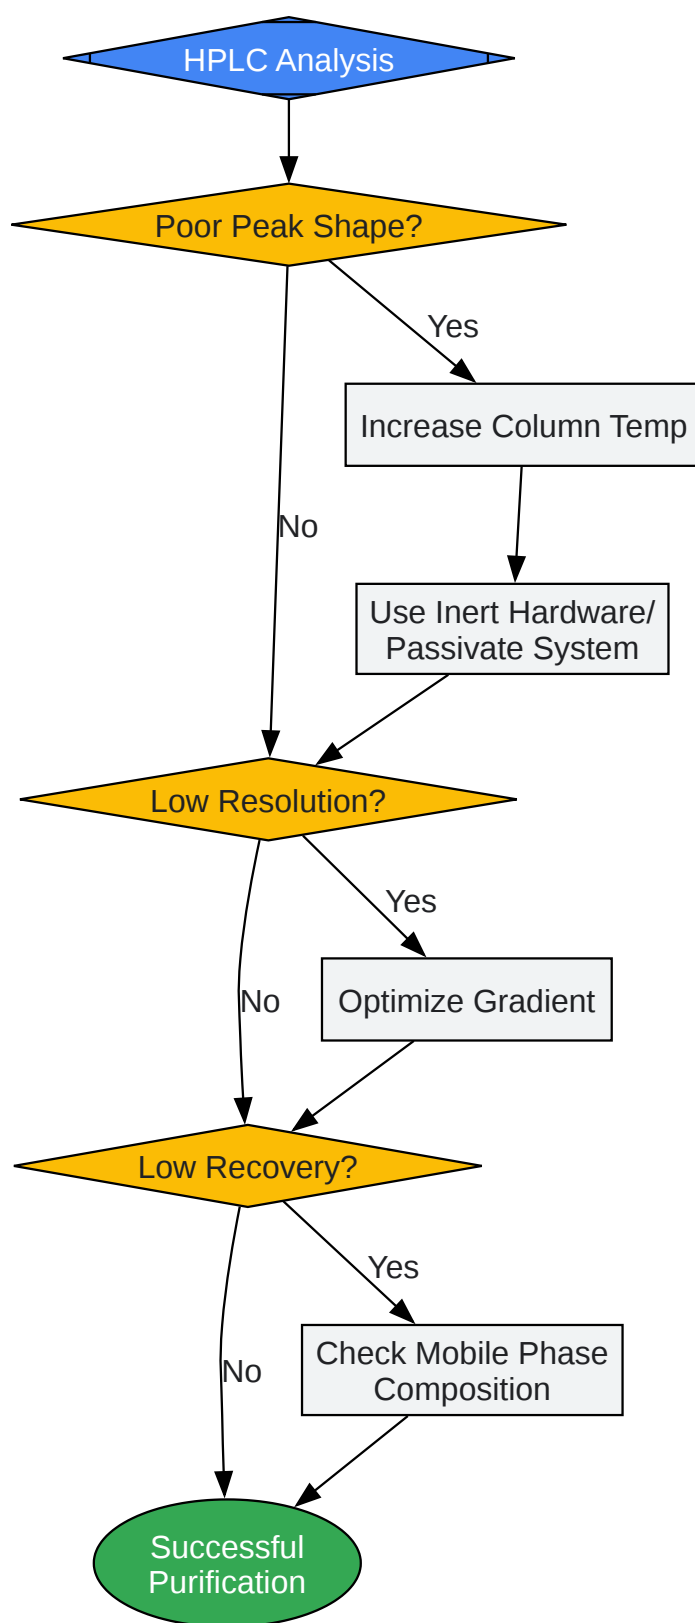 HPLC Analysis
Poor Peak Shape?
Yes
Increase Column Temp
No
Use Inert Hardware/
Passivate System
Low Resolution?
Yes
No
Optimize Gradient
Low Recovery?
Yes
Check Mobile Phase
Composition
No
Successful
Purification